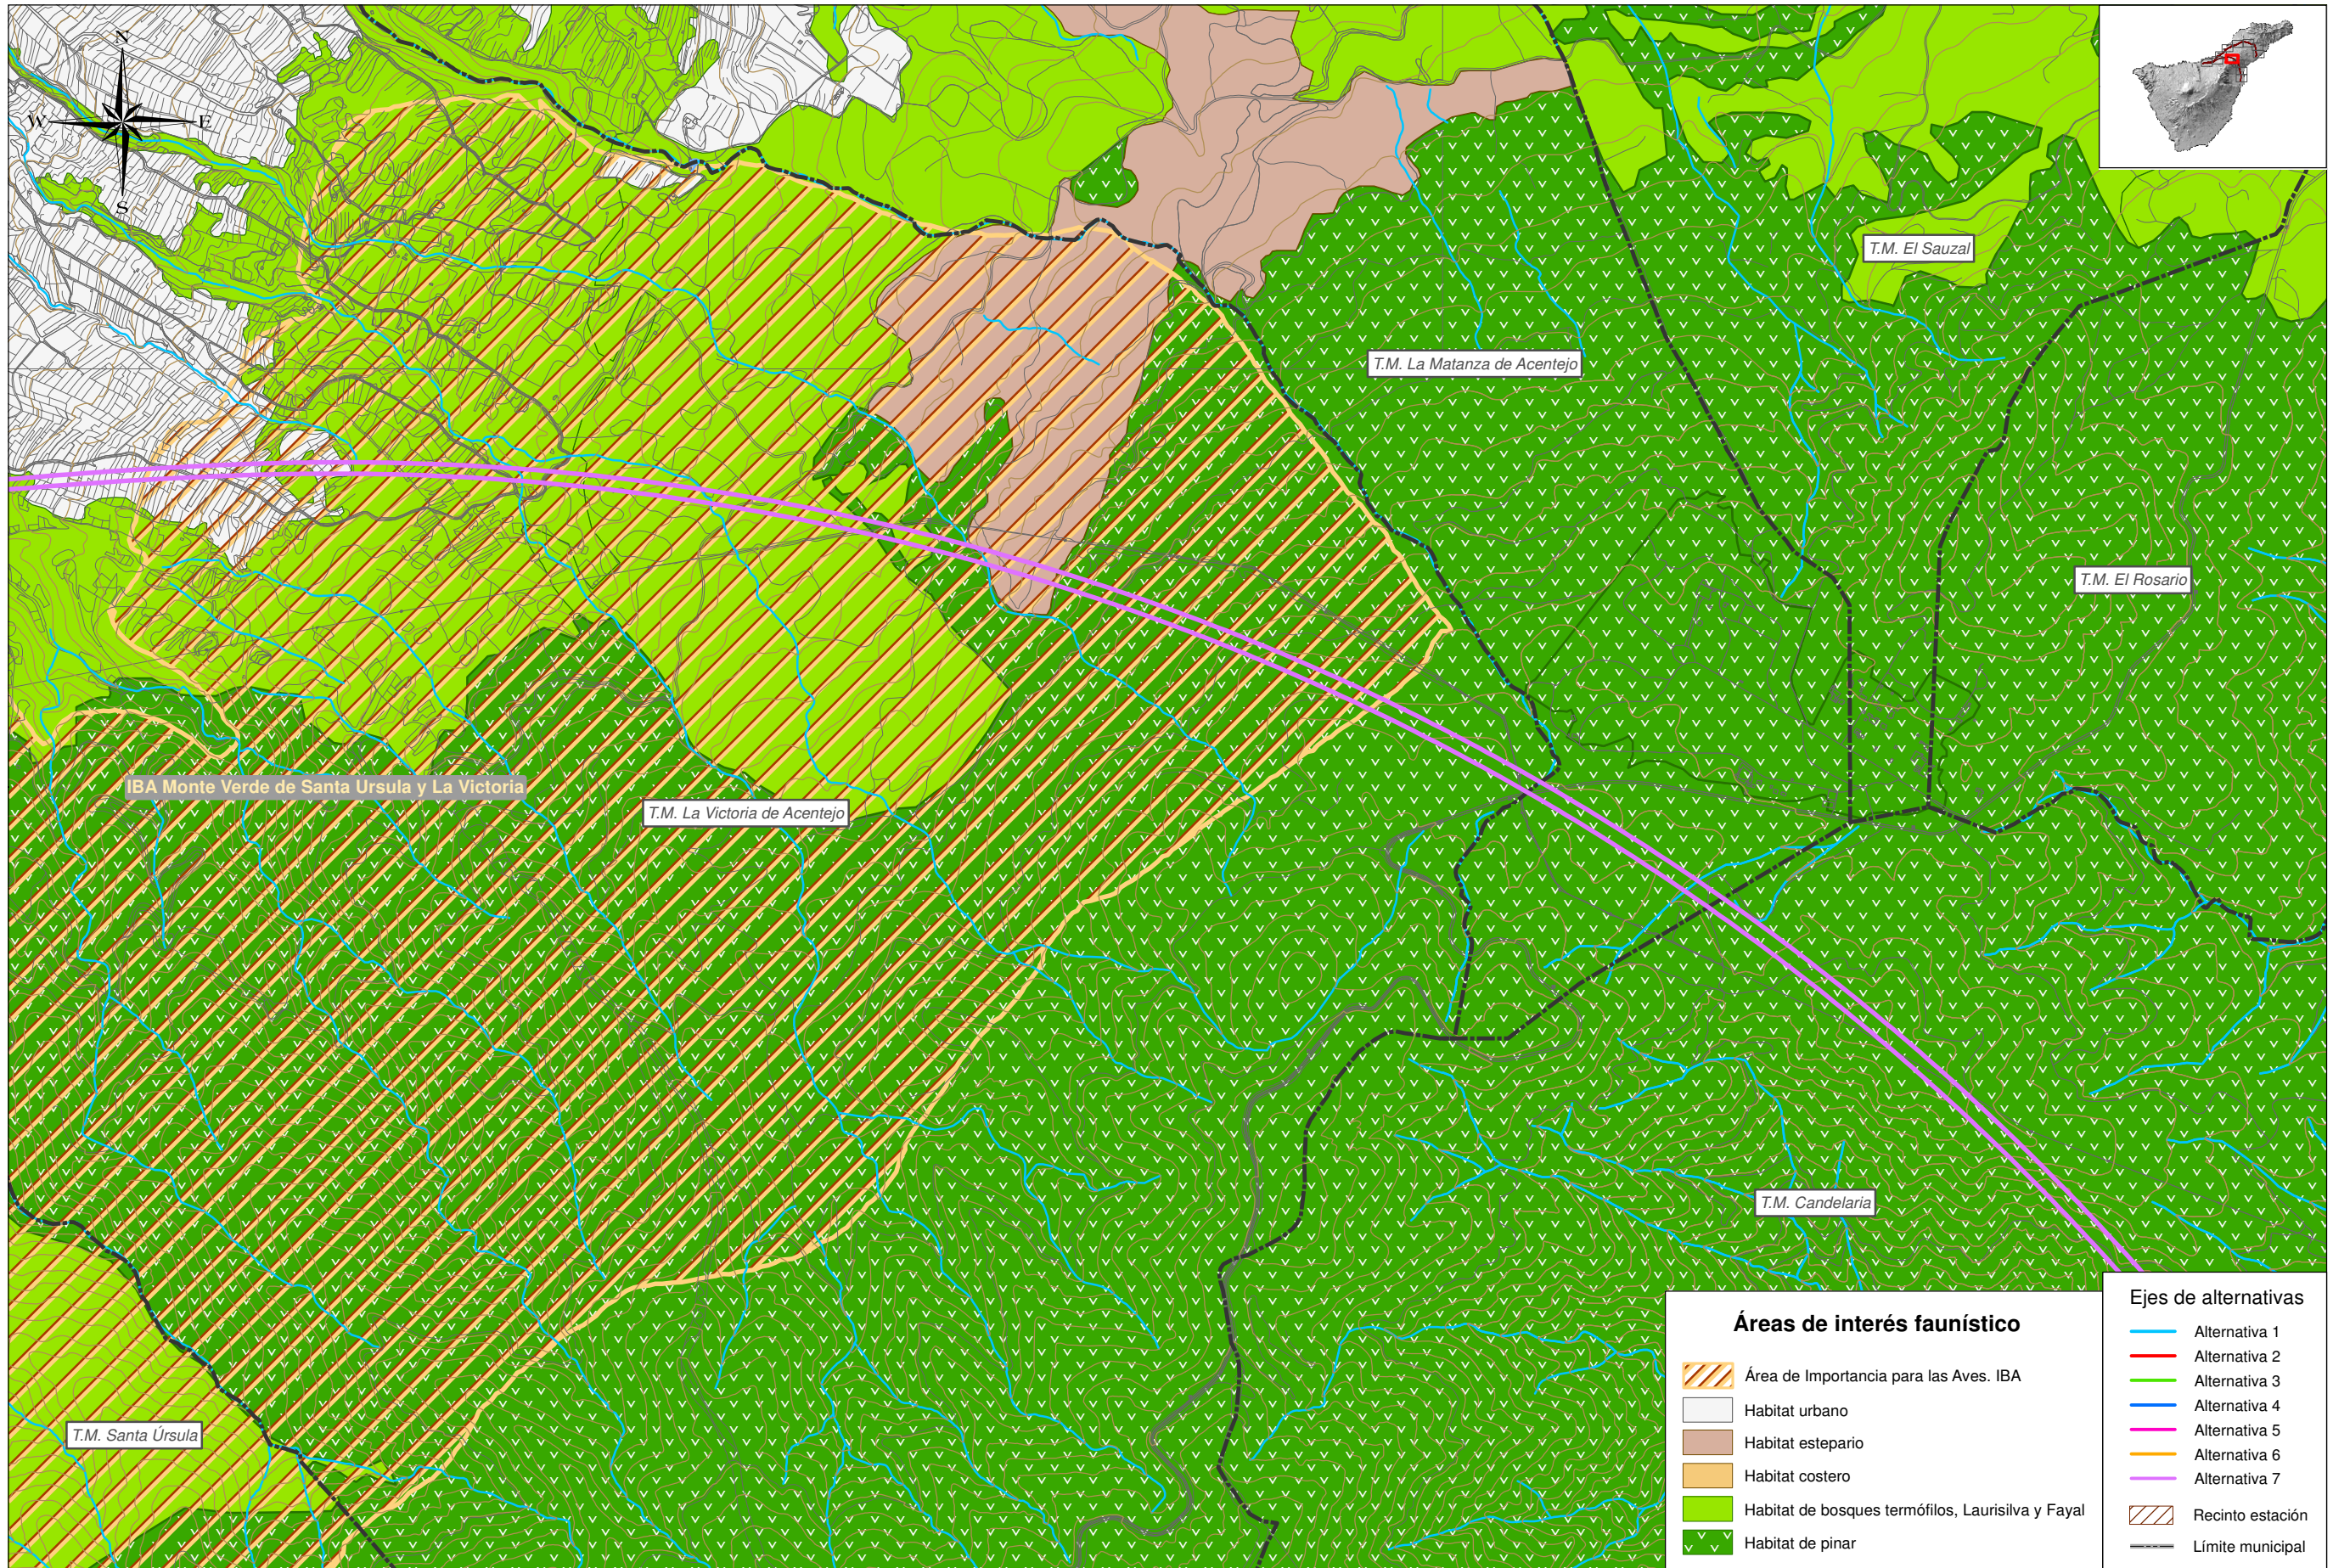 N
W
E
S
T.M. El Sauzal
T.M. La Matanza de Acentejo
T.M. El Rosario
IBA Monte Verde de Santa Úrsula y La Victoria
T.M. La Victoria de Acentejo
T.M. Candelaria
T.M. Santa Úrsula
Áreas de interés faunístico
Área de Importancia para las Aves. IBA
Habitat urbano
Habitat estepario
Habitat costero
Habitat de bosques termófilos, Laurisilva y Fayal
Habitat de pinar
Ejes de alternativas
Alternativa 1
Alternativa 2
Alternativa 3
Alternativa 4
Alternativa 5
Alternativa 6
Alternativa 7
Recinto estación
Límite municipal